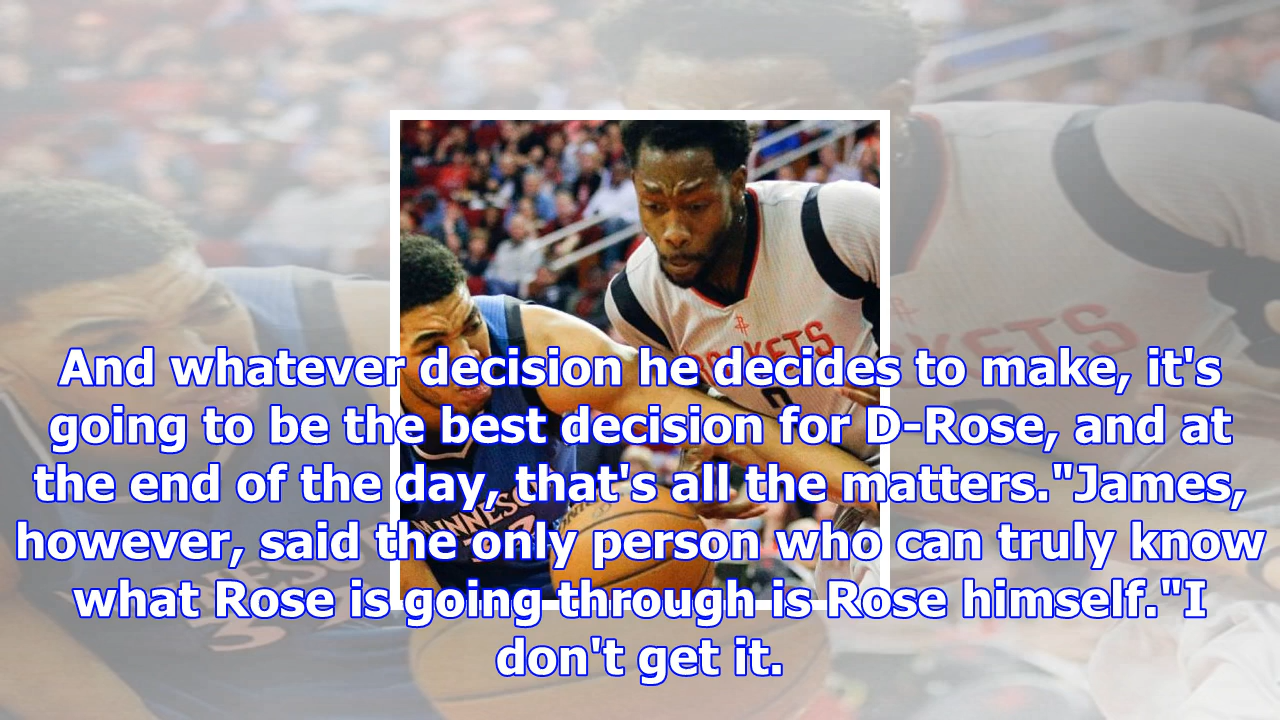 And whatever decision he decides to make, it's
going to be the best decision for D-Rose, and at
the end of the day, that's all the matters."James,
however, said the only person who can truly know
what Rose is going through is Rose himself."I
don't get it.